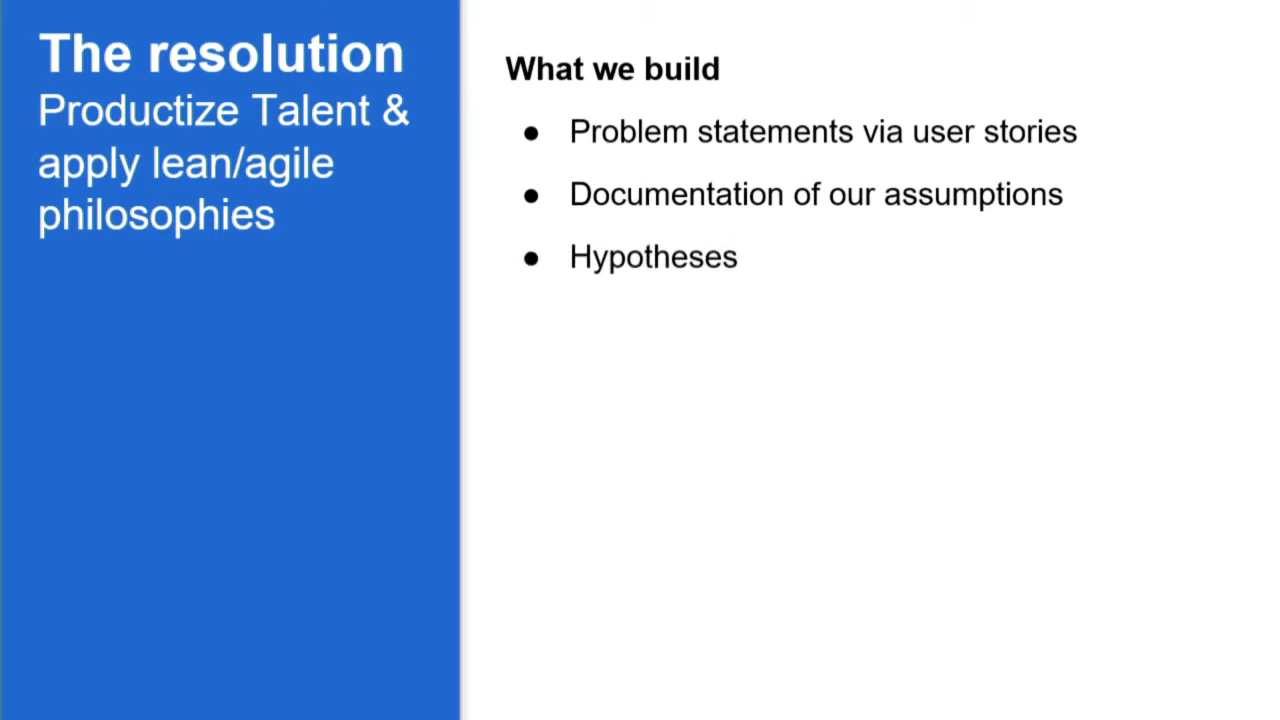 The resolution
Productize Talent &
apply lean/agile
philosophies
What we build
● Problem statements via user stories
● Documentation of our assumptions
● Hypotheses